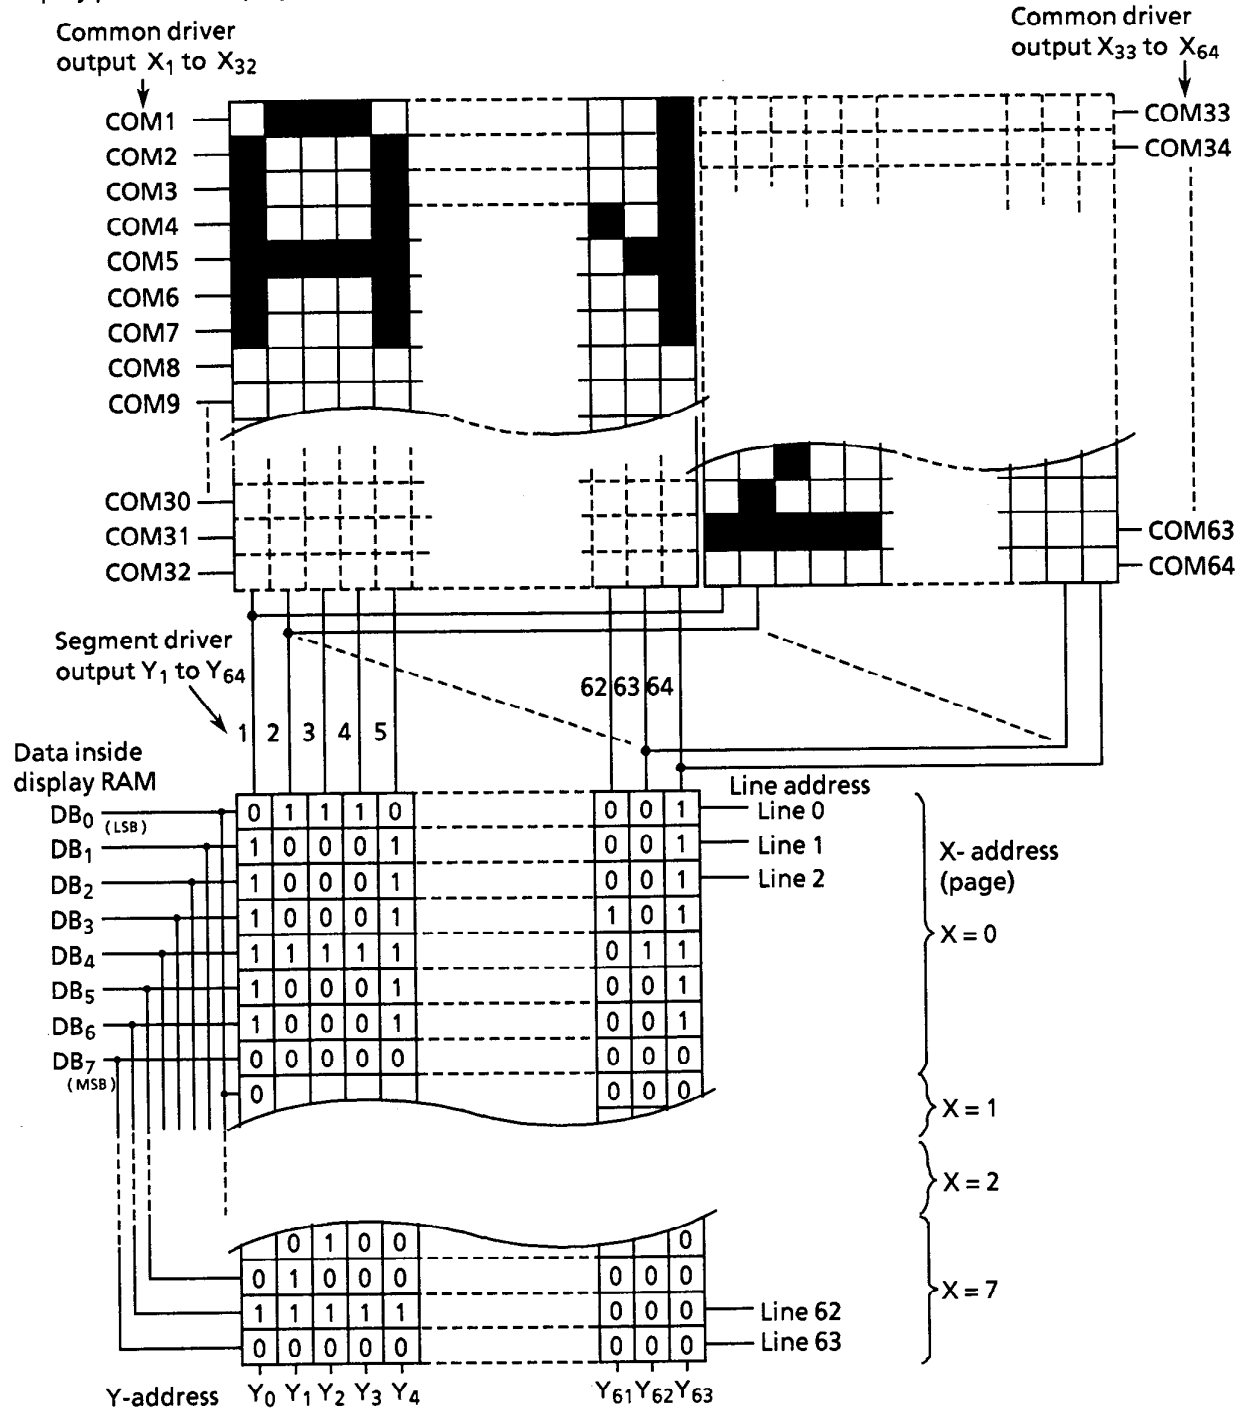 Common driver
output X1 to X32
Common driver
output X33 to X64
COM1
COM2
COM3
COM4
COM5
COM6
COM7
COM8
COM9
COM30
COM31
COM32
COM33
COM34
COM63
COM64
Segment driver
output Y1 to Y64
1 2 3 4 5
62 63 64
Data inside
display RAM
Line address
DB0 (LSB) 0 1 1 1 0 0 0 1 Line 0
DB1 1 0 0 0 1 0 0 1 Line 1
DB2 1 0 0 0 1 0 0 1 Line 2
DB3 1 0 0 0 1 1 0 1
DB4 1 1 1 1 1 0 1 1
DB5 1 0 0 0 1 0 0 1
DB6 1 0 0 0 1 0 0 1
DB7 (MSB) 0 0 0 0 0 0 0 0
0 0 0 0
X- address
(page)
X = 0
X = 1
X = 2
X = 7
0 1 0 0 0
0 1 0 0 0 0 0 0
1 1 1 1 1 0 0 0 Line 62
0 0 0 0 0 0 0 0 Line 63
Y-address Y0 Y1 Y2 Y3 Y4 Y61 Y62 Y63